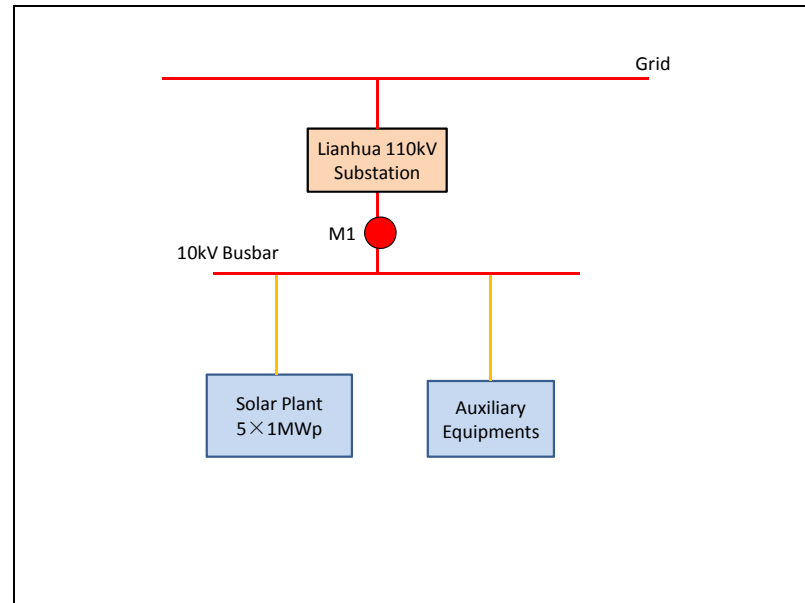 Grid
Lianhua 110kV
Substation
M1
10kV Busbar
Solar Plant
5×1MWp
Auxiliary
Equipments